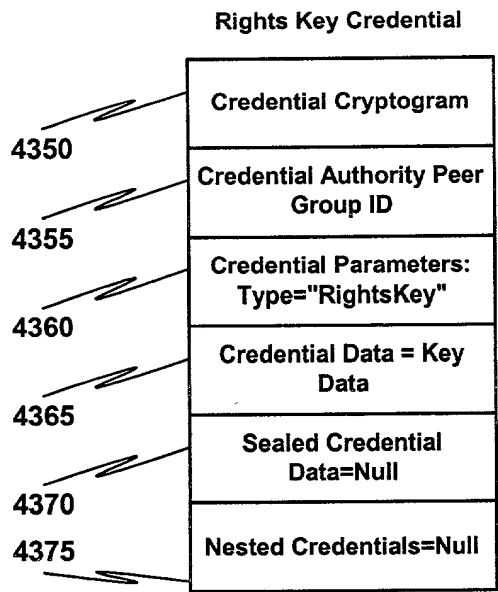 Rights Key Credential
Credential Cryptogram
4350
Credential Authority Peer
Group ID
4355
Credential Parameters:
Type="RightsKey"
4360
Credential Data = Key
Data
4365
Sealed Credential
Data=Null
4370
Nested Credentials=Null
4375